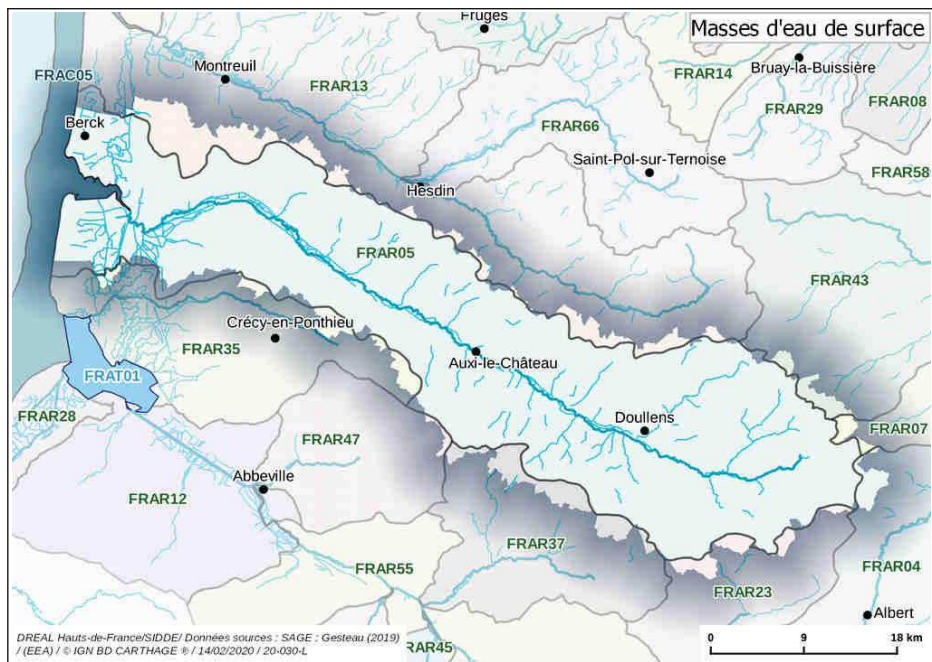 Fruges
Masses d'eau de surface
Montreuil
FRAC05
FRAR13
FRAR14
Bruay-la-Buissière
FRAR29
FRAR08
Berck
FRAR66
Saint-Pol-sur-Ternoise
FRAR58
Hesdin
FRAR05
FRAR43
Crécy-en-Ponthieu
FRAR35
Auxi-le-Château
FRAT01
FRAR28
Doullens
FRAR07
FRAR47
Abbeville
FRAR12
FRAR37
FRAR55
FRAR04
FRAR23
Albert
DREAL Hauts-de-France/SIDDE/ Données sources : SAGE : Gesteau (2019)
/ (EEA) / © IGN BD CARTHAGE ® / 14/02/2020 / 20-030-L
RAR45
0 9 18 km